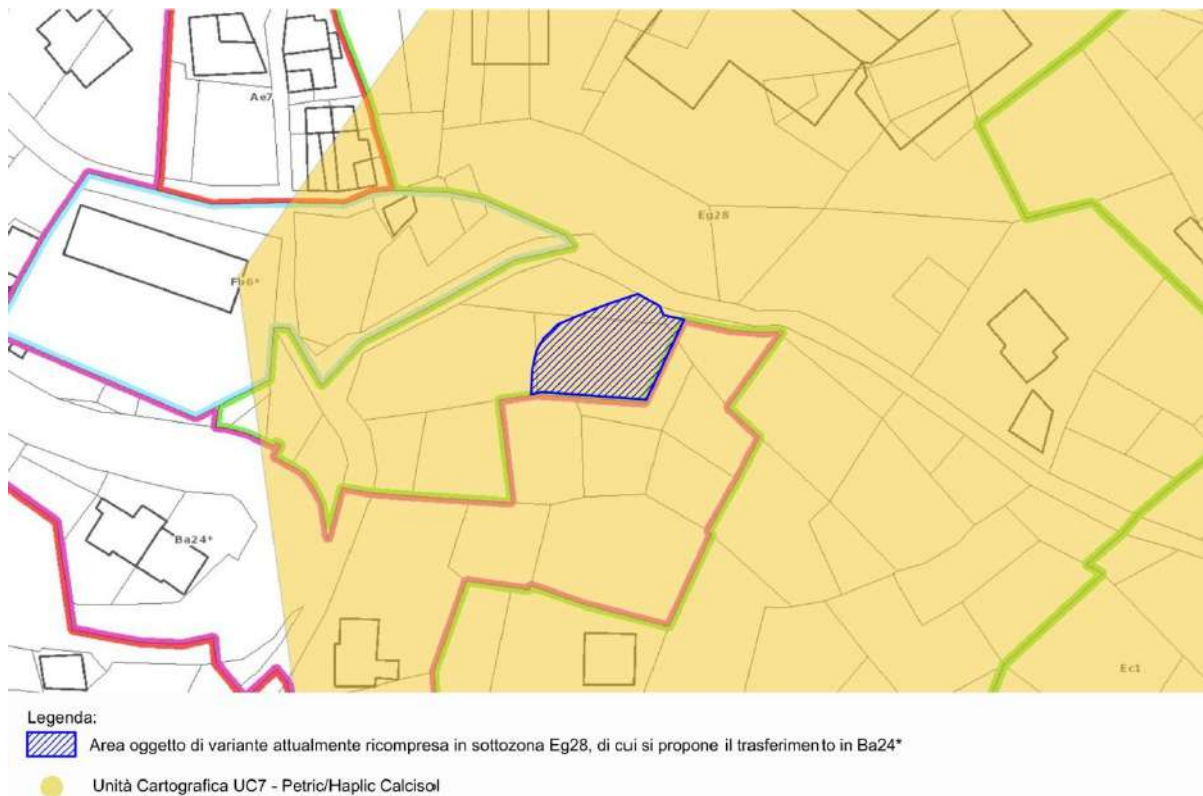 Ae7
Eg28
Fb6*
Ba24*
Ec1
Legenda:
Area oggetto di variante attualmente ricompresa in sottozona Eg28, di cui si propone il trasferimento in Ba24*
Unità Cartografica UC7 - Petric/Haplic Calcisol